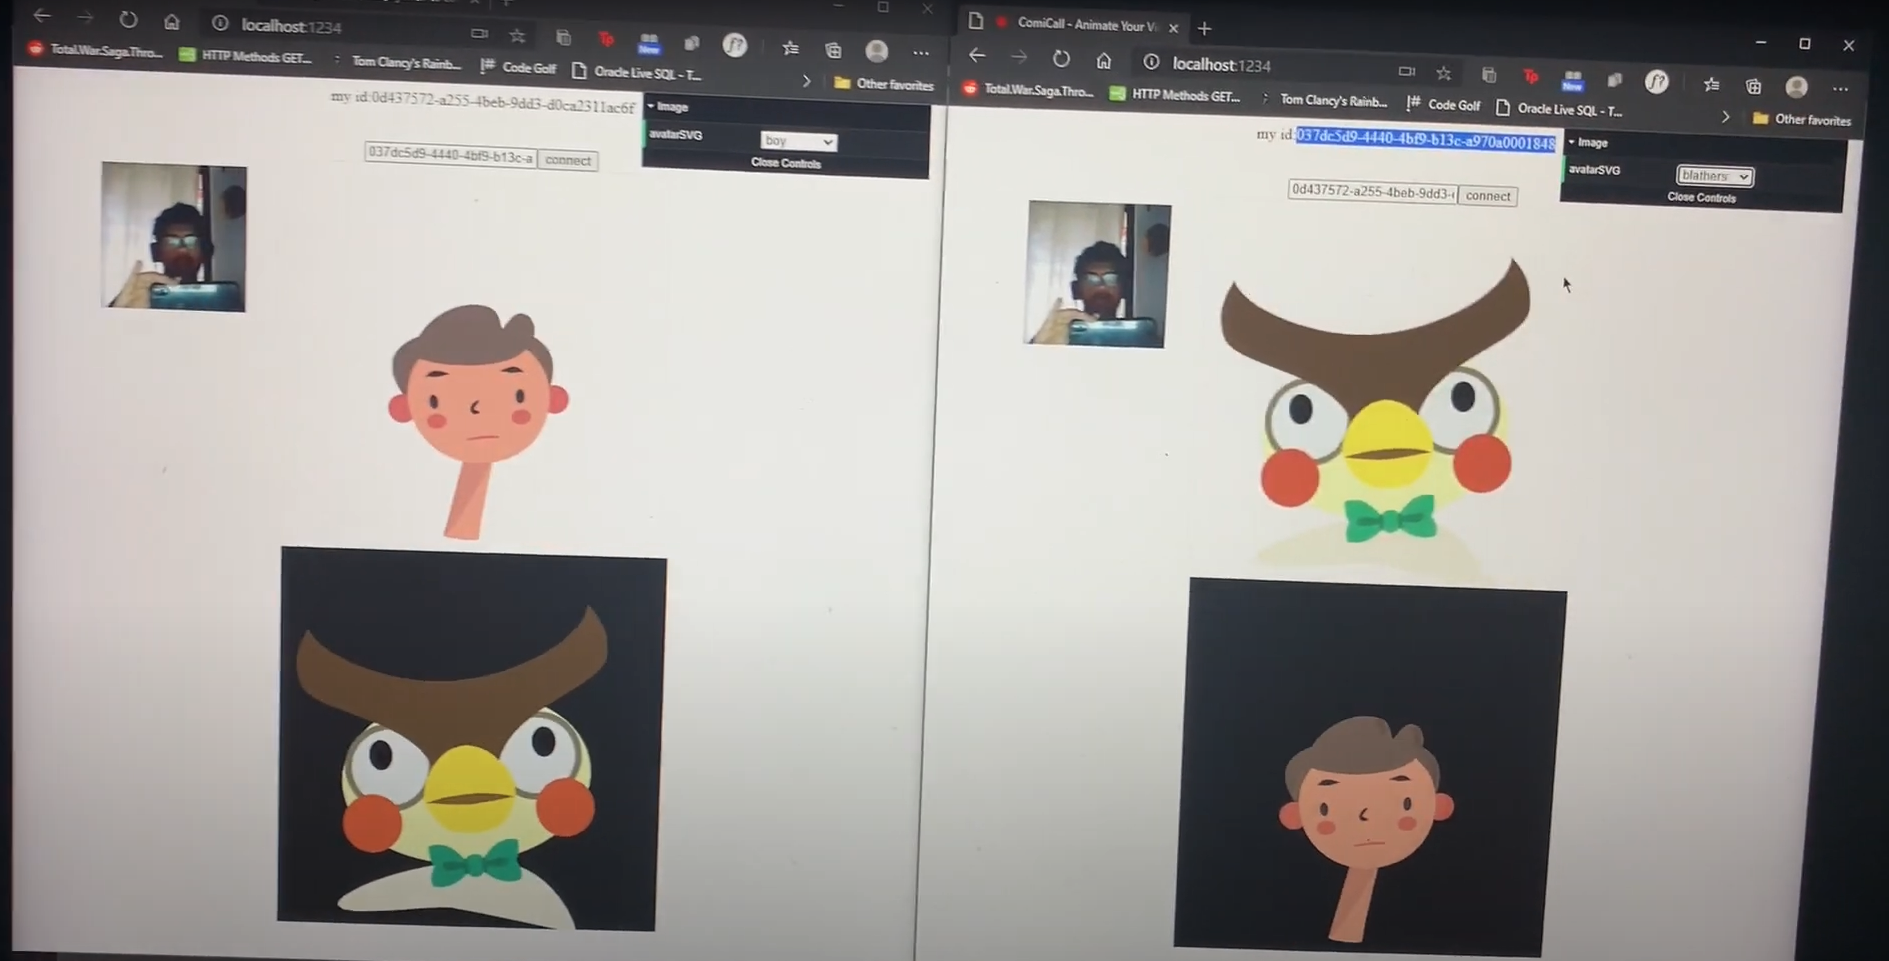 localhost:1234
Total.War.Saga.Thro...
HTTP Methods GET...
Tom Clancy's Rainb...
Code Golf
Oracle Live SQL - T...
Other favorites
New
my id:0d437572-a255-4beb-9dd3-d0ca2311ac6f
Image
avatarSVG
boy
Close Controls
037dc5d9-4440-4bf9-b13c-a
connect
ComiCall - Animate Your Vi
localhost:1234
New
Total.War.Saga.Thro...
HTTP Methods GET...
Tom Clancy's Rainb...
Code Golf
Oracle Live SQL - T...
Other favorites
my id:037dc5d9-4440-4bf9-b13c-a970a0001848
Image
avatarSVG
blathers
Close Controls
0d437572-a255-4beb-9dd3-
connect